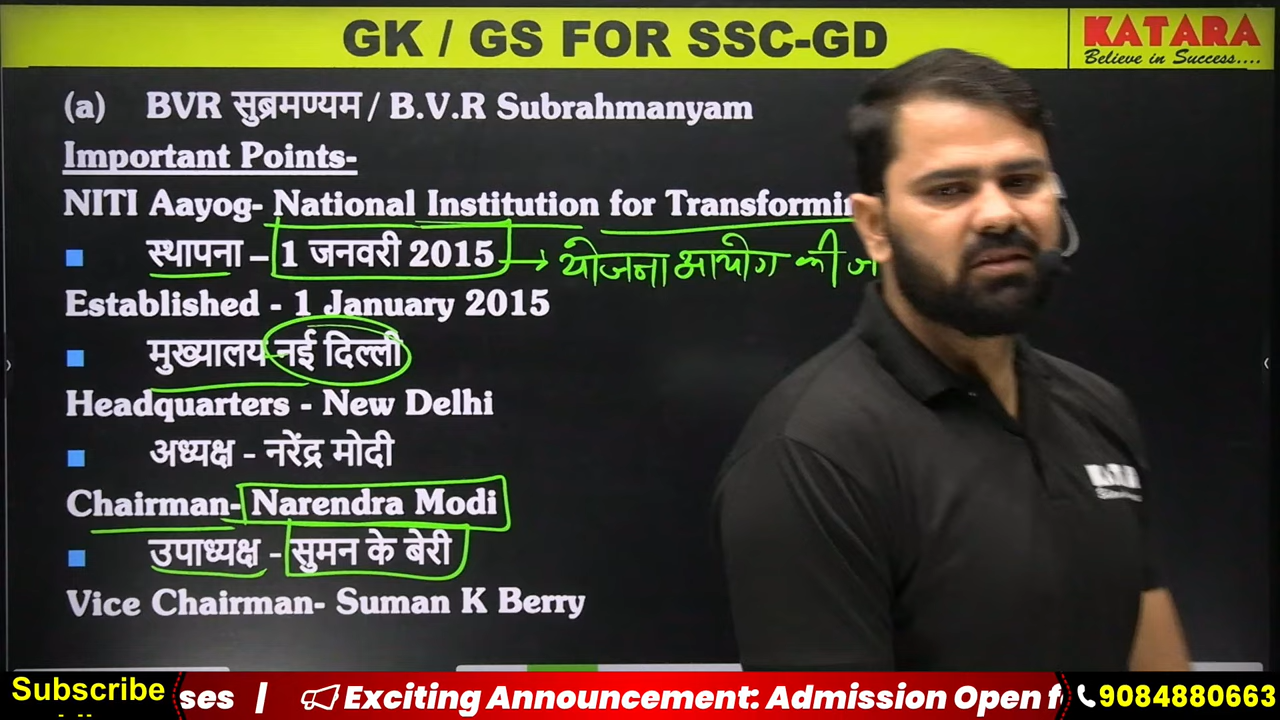 GK / GS FOR SSC-GD
KATARA
Believe in Success....
(a) BVR सुब्रमण्यम / B.V.R Subrahmanyam
Important Points-
NITI Aayog- National Institution for Transformin
स्थापना – 1 जनवरी 2015 → योजना आयोग की ज
Established - 1 January 2015
मुख्यालय नई दिल्ली
Headquarters - New Delhi
अध्यक्ष - नरेंद्र मोदी
Chairman- Narendra Modi
उपाध्यक्ष - सुमन के बेरी
Vice Chairman- Suman K Berry
KATA
Subscribe
ses | Exciting Announcement: Admission Open f
9084880663